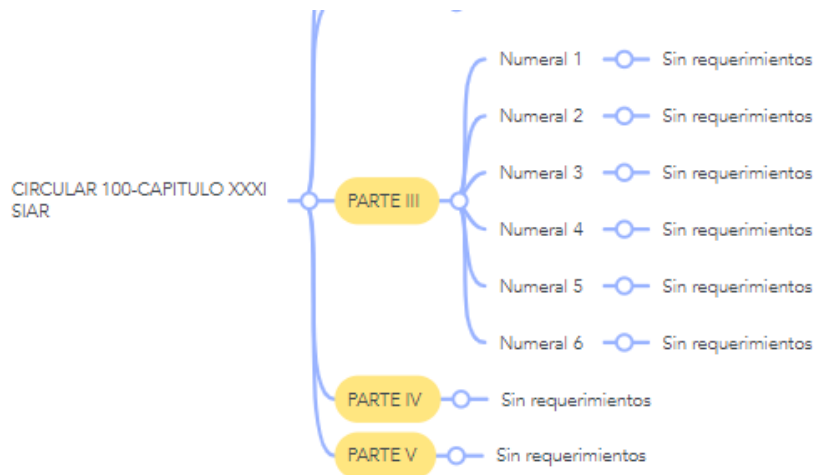 Numeral 1 Sin requerimientos
Numeral 2 Sin requerimientos
Numeral 3 Sin requerimientos
CIRCULAR 100-CAPITULO XXXI
SIAR
PARTE III
Numeral 4 Sin requerimientos
Numeral 5 Sin requerimientos
Numeral 6 Sin requerimientos
PARTE IV Sin requerimientos
PARTE V Sin requerimientos